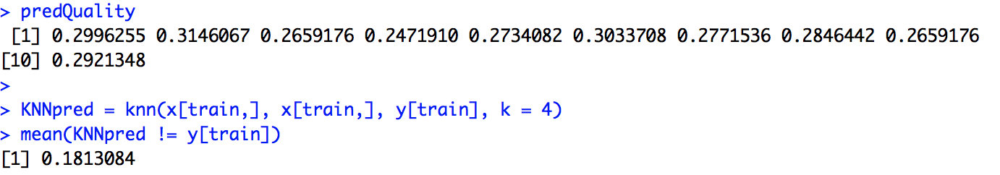 > predQuality
[1] 0.2996255 0.3146067 0.2659176 0.2471910 0.2734082 0.3033708 0.2771536 0.2846442 0.2659176
[10] 0.2921348
>
> KNNpred = knn(x[train,], x[train,], y[train], k = 4)
> mean(KNNpred != y[train])
[1] 0.1813084